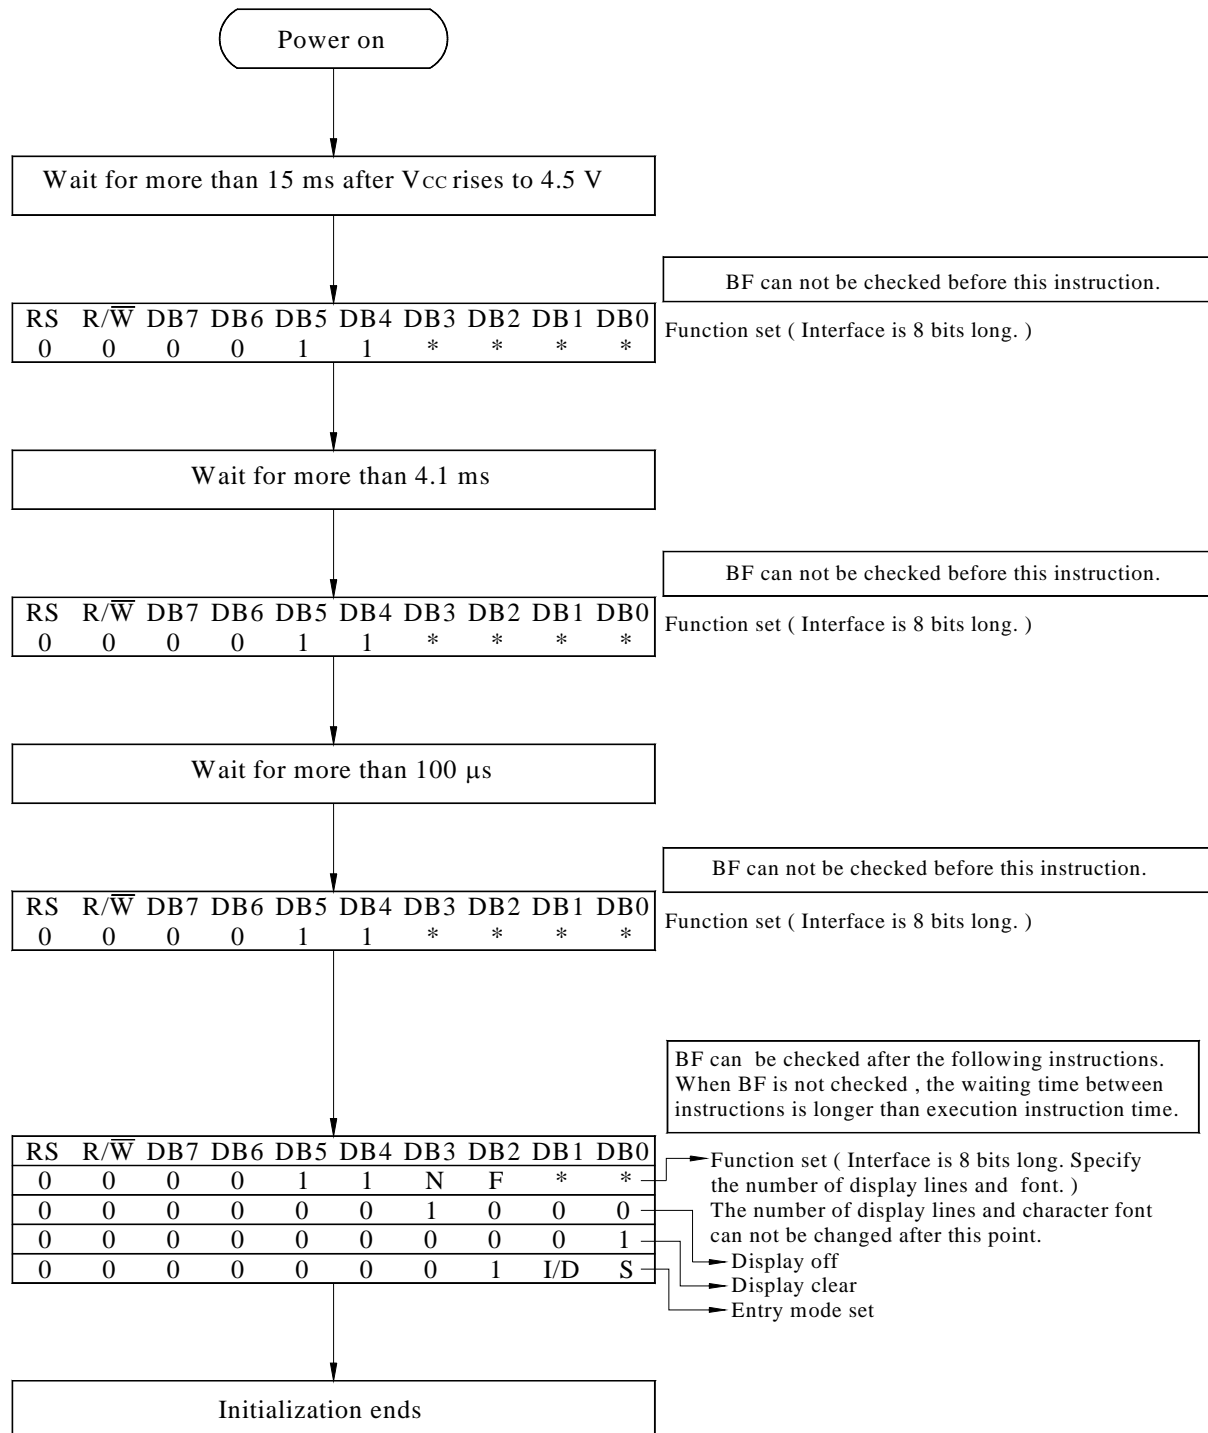 Power on
Wait for more than 15 ms after VCC rises to 4.5 V
BF can not be checked before this instruction.
RS R/W̅ DB7 DB6 DB5 DB4 DB3 DB2 DB1 DB0
0 0 0 0 1 1 * * * *
Function set ( Interface is 8 bits long. )
Wait for more than 4.1 ms
BF can not be checked before this instruction.
RS R/W̅ DB7 DB6 DB5 DB4 DB3 DB2 DB1 DB0
0 0 0 0 1 1 * * * *
Function set ( Interface is 8 bits long. )
Wait for more than 100 µs
BF can not be checked before this instruction.
RS R/W̅ DB7 DB6 DB5 DB4 DB3 DB2 DB1 DB0
0 0 0 0 1 1 * * * *
Function set ( Interface is 8 bits long. )
BF can be checked after the following instructions.
When BF is not checked , the waiting time between
instructions is longer than execution instruction time.
RS R/W̅ DB7 DB6 DB5 DB4 DB3 DB2 DB1 DB0
0 0 0 0 1 1 N F * *
0 0 0 0 0 0 1 0 0 0
0 0 0 0 0 0 0 0 0 1
0 0 0 0 0 0 0 1 I/D S
Function set ( Interface is 8 bits long. Specify
the number of display lines and font. )
The number of display lines and character font
can not be changed after this point.
Display off
Display clear
Entry mode set
Initialization ends